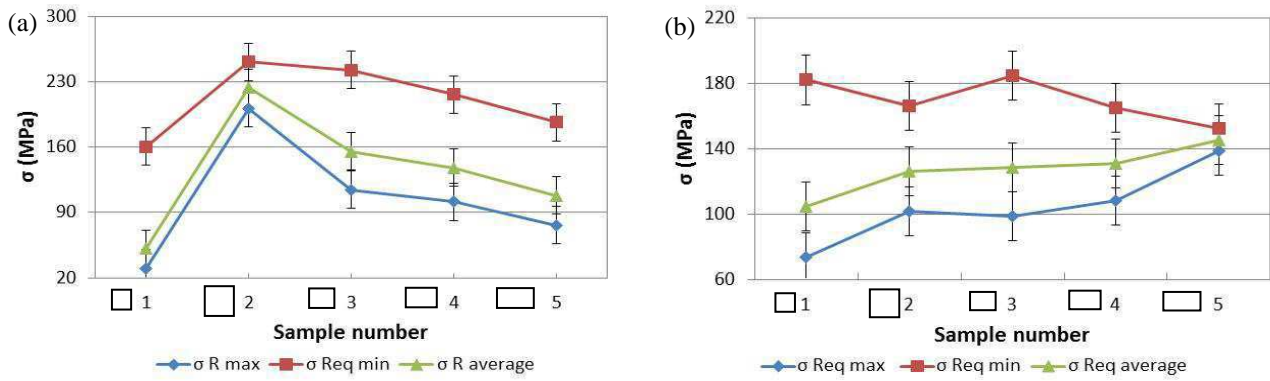 (a)
σ (MPa)
300
230
160
90
20
1 2 3 4 5
Sample number
σ R max σ Req min σ R average
(b)
σ (MPa)
220
180
140
100
60
1 2 3 4 5
Sample number
σ Req max σ Req min σ Req average